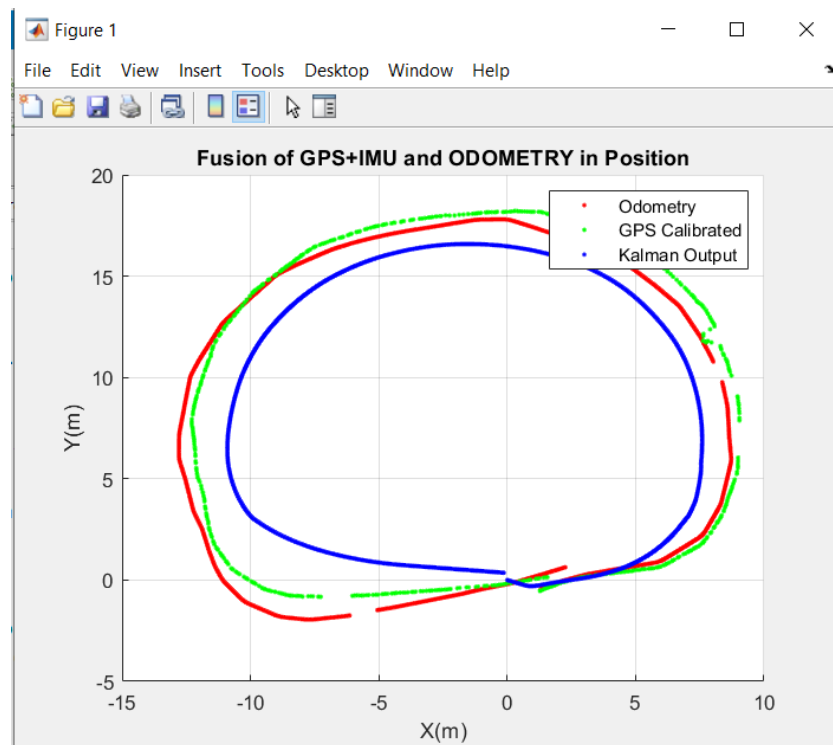 Figure 1
File Edit View Insert Tools Desktop Window Help
Fusion of GPS+IMU and ODOMETRY in Position
20
Odometry
GPS Calibrated
Kalman Output
15
10
Y(m)
5
0
-5
-15 -10 -5 0 5 10
X(m)